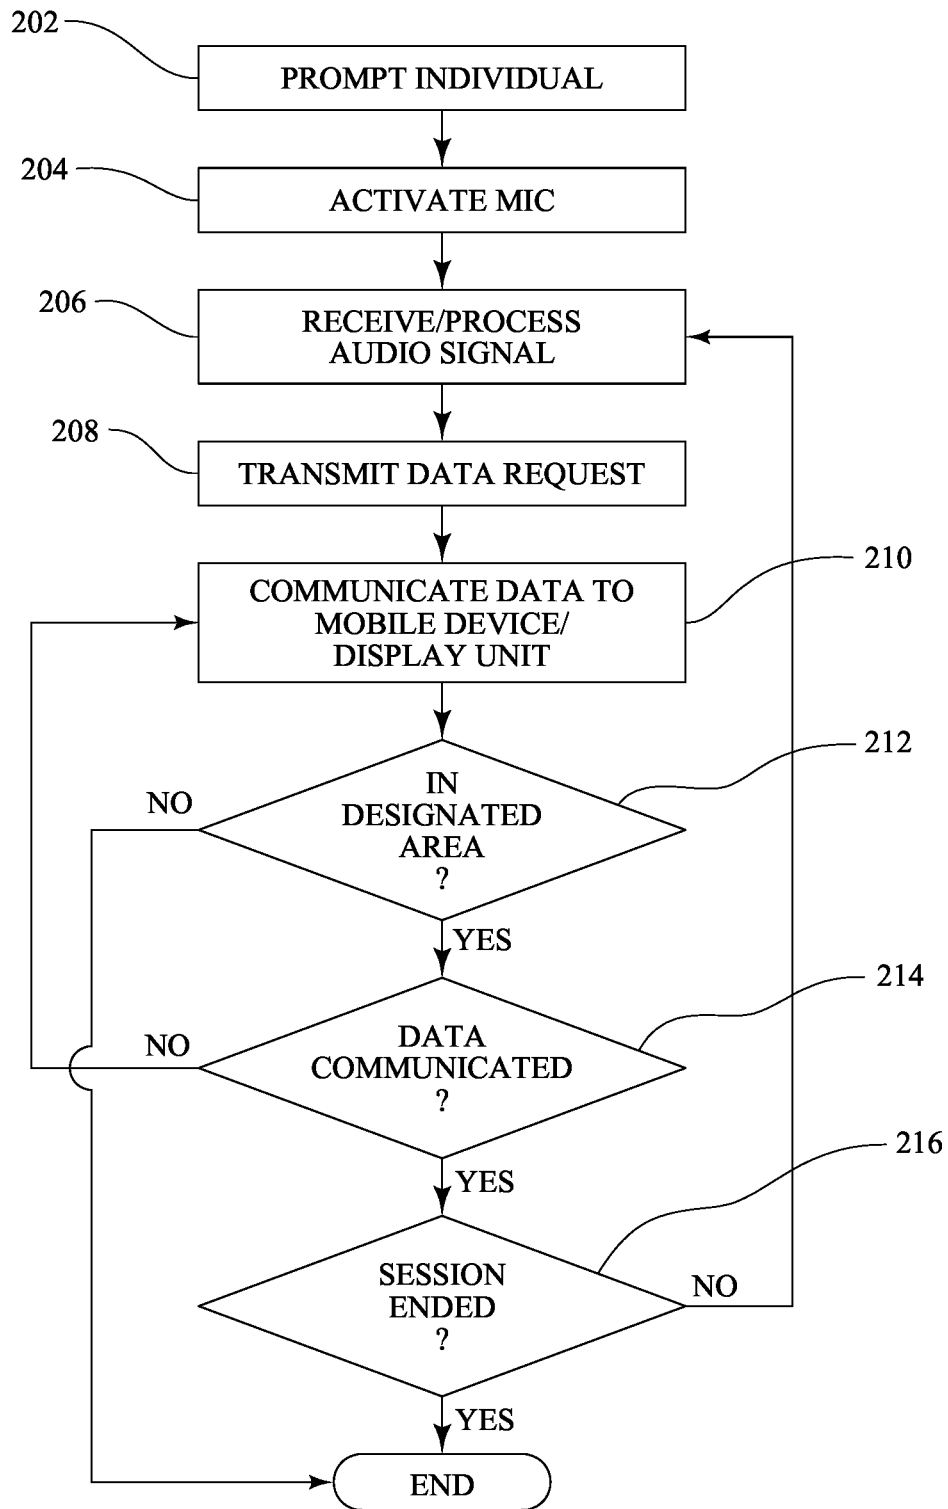 202
PROMPT INDIVIDUAL
204
ACTIVATE MIC
206
RECEIVE/PROCESS
AUDIO SIGNAL
208
TRANSMIT DATA REQUEST
210
COMMUNICATE DATA TO
MOBILE DEVICE/
DISPLAY UNIT
212
NO
IN
DESIGNATED
AREA
?
YES
214
NO
DATA
COMMUNICATED
?
YES
216
SESSION
ENDED
?
NO
YES
END